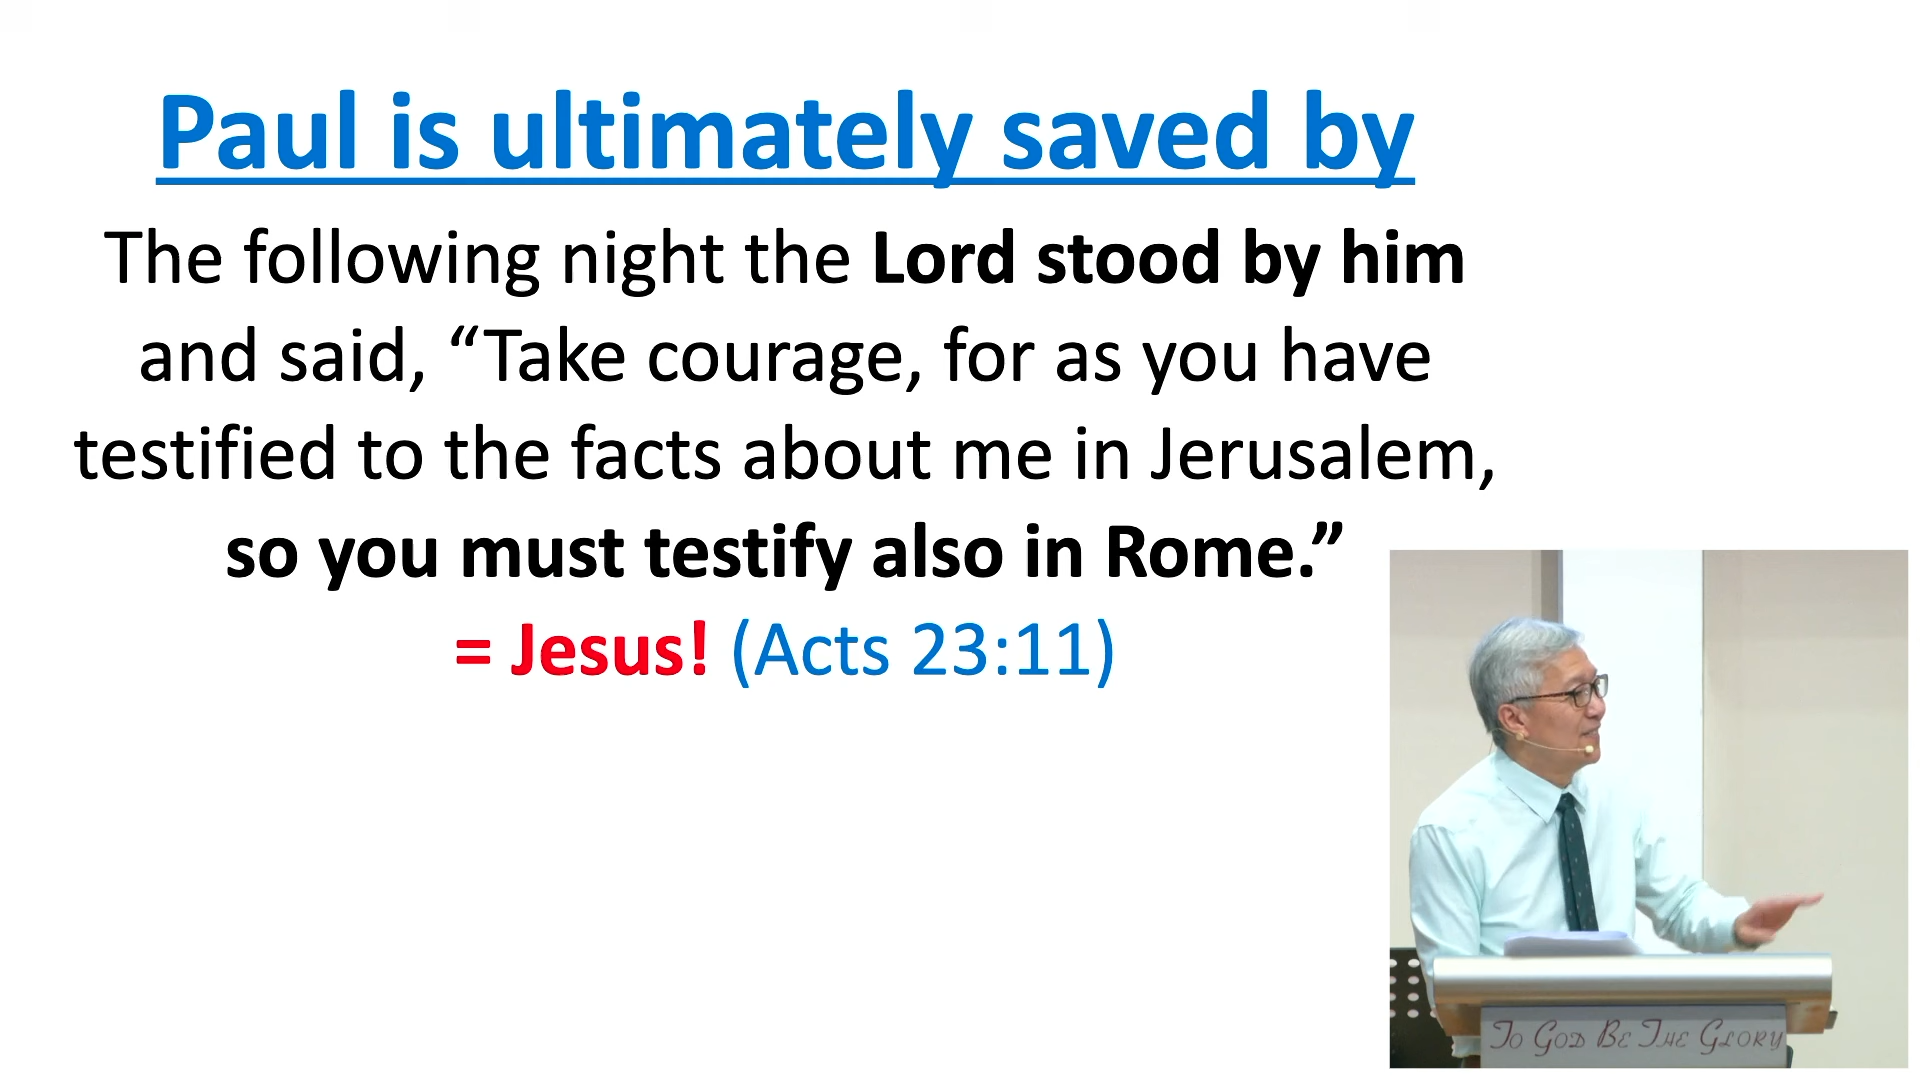 Paul is ultimately saved by
The following night the Lord stood by him
and said, “Take courage, for as you have
testified to the facts about me in Jerusalem,
so you must testify also in Rome.”
= Jesus! (Acts 23:11)
To God Be The Glory